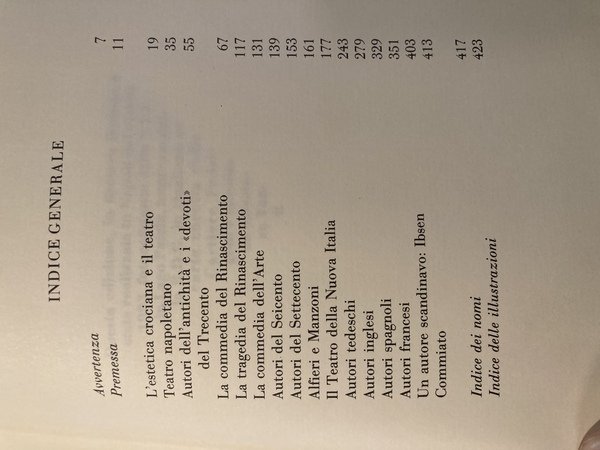 INDICE GENERALE
Avvertenza 7
Premessa 11
L'estetica crociana e il teatro 19
Teatro napoletano 35
Autori dell'antichità e i «devoti» 55
del Trecento
La commedia del Rinascimento 67
La tragedia del Rinascimento 117
La commedia dell'Arte 131
Autori del Seicento 139
Autori del Settecento 153
Alfieri e Manzoni 161
Il Teatro della Nuova Italia 177
Autori tedeschi 243
Autori inglesi 279
Autori spagnoli 329
Autori francesi 351
Un autore scandinavo: Ibsen 403
Commiato 413
Indice dei nomi 417
Indice delle illustrazioni 423